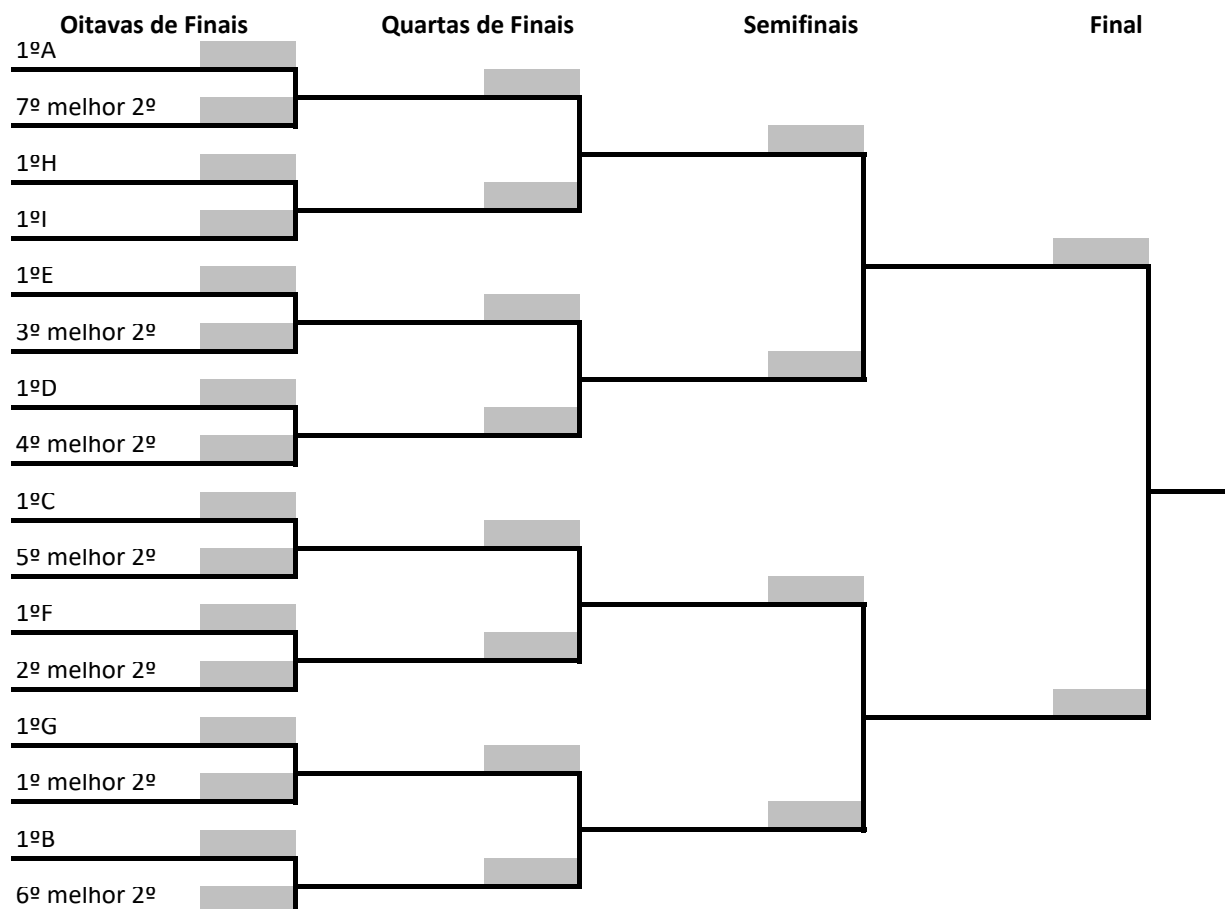 Oitavas de Finais Quartas de Finais Semifinais Final
1ºA
7º melhor 2º
1ºH
1ºI
1ºE
3º melhor 2º
1ºD
4º melhor 2º
1ºC
5º melhor 2º
1ºF
2º melhor 2º
1ºG
1º melhor 2º
1ºB
6º melhor 2º